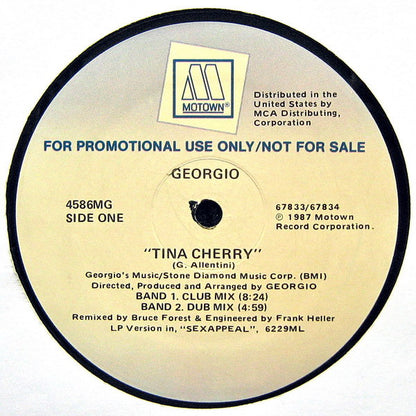 MOTOWN®
Distributed in the
United States by
MCA Distributing,
Corporation
FOR PROMOTIONAL USE ONLY/NOT FOR SALE
GEORGIO
4586MG
SIDE ONE
67833/67834
℗ 1987 Motown
Record Corporation.
"TINA CHERRY"
(G. Allentini)
Georgio's Music/Stone Diamond Music Corp. (BMI)
Directed, Produced and Arranged by GEORGIO
BAND 1. CLUB MIX (8:24)
BAND 2. DUB MIX (4:59)
Remixed by Bruce Forest & Engineered by Frank Heller
LP Version in, "SEXAPPEAL", 6229ML